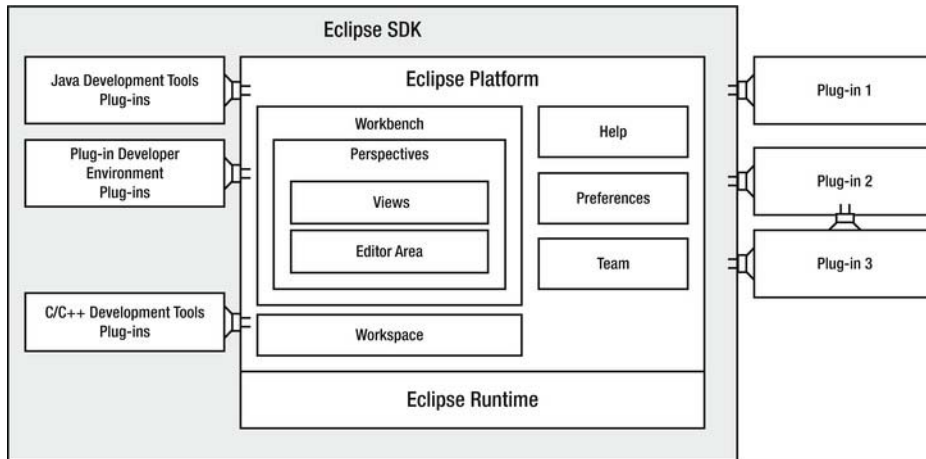 Eclipse SDK
Java Development Tools
Plug-ins
Plug-in Developer
Environment
Plug-ins
C/C++ Development Tools
Plug-ins
Eclipse Platform
Workbench
Perspectives
Views
Editor Area
Workspace
Help
Preferences
Team
Eclipse Runtime
Plug-in 1
Plug-in 2
Plug-in 3